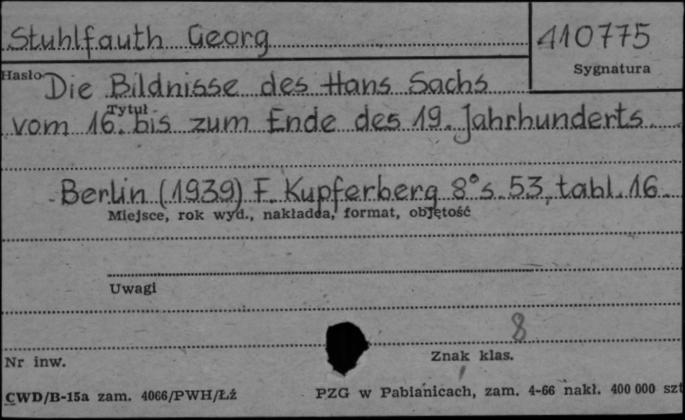 Stuhlfauth Georg
410775
Hasło
Sygnatura
Die Bildnisse des Hans Sachs
Tytuł
vom 16. bis zum Ende des 19. Jahrhunderts
Berlin (1939) F. Kupferberg 8° s. 53, tabl. 16.
Miejsce, rok wyd., nakładca, format, objętość
Uwagi
8
Nr inw.
Znak klas.
CWD/B-15a zam. 4066/PWH/Łź
PZG w Pabianicach, zam. 4-66 nakł. 400 000 szt